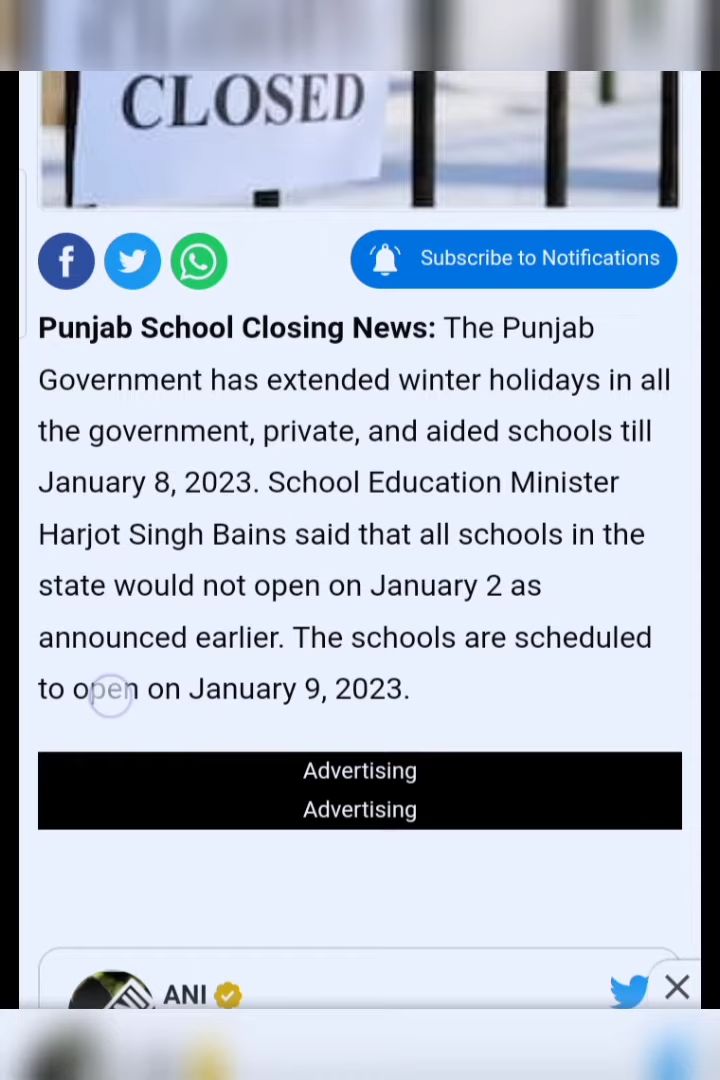 CLOSED
Subscribe to Notifications
Punjab School Closing News: The Punjab
Government has extended winter holidays in all
the government, private, and aided schools till
January 8, 2023. School Education Minister
Harjot Singh Bains said that all schools in the
state would not open on January 2 as
announced earlier. The schools are scheduled
to open on January 9, 2023.
Advertising
Advertising
ANI